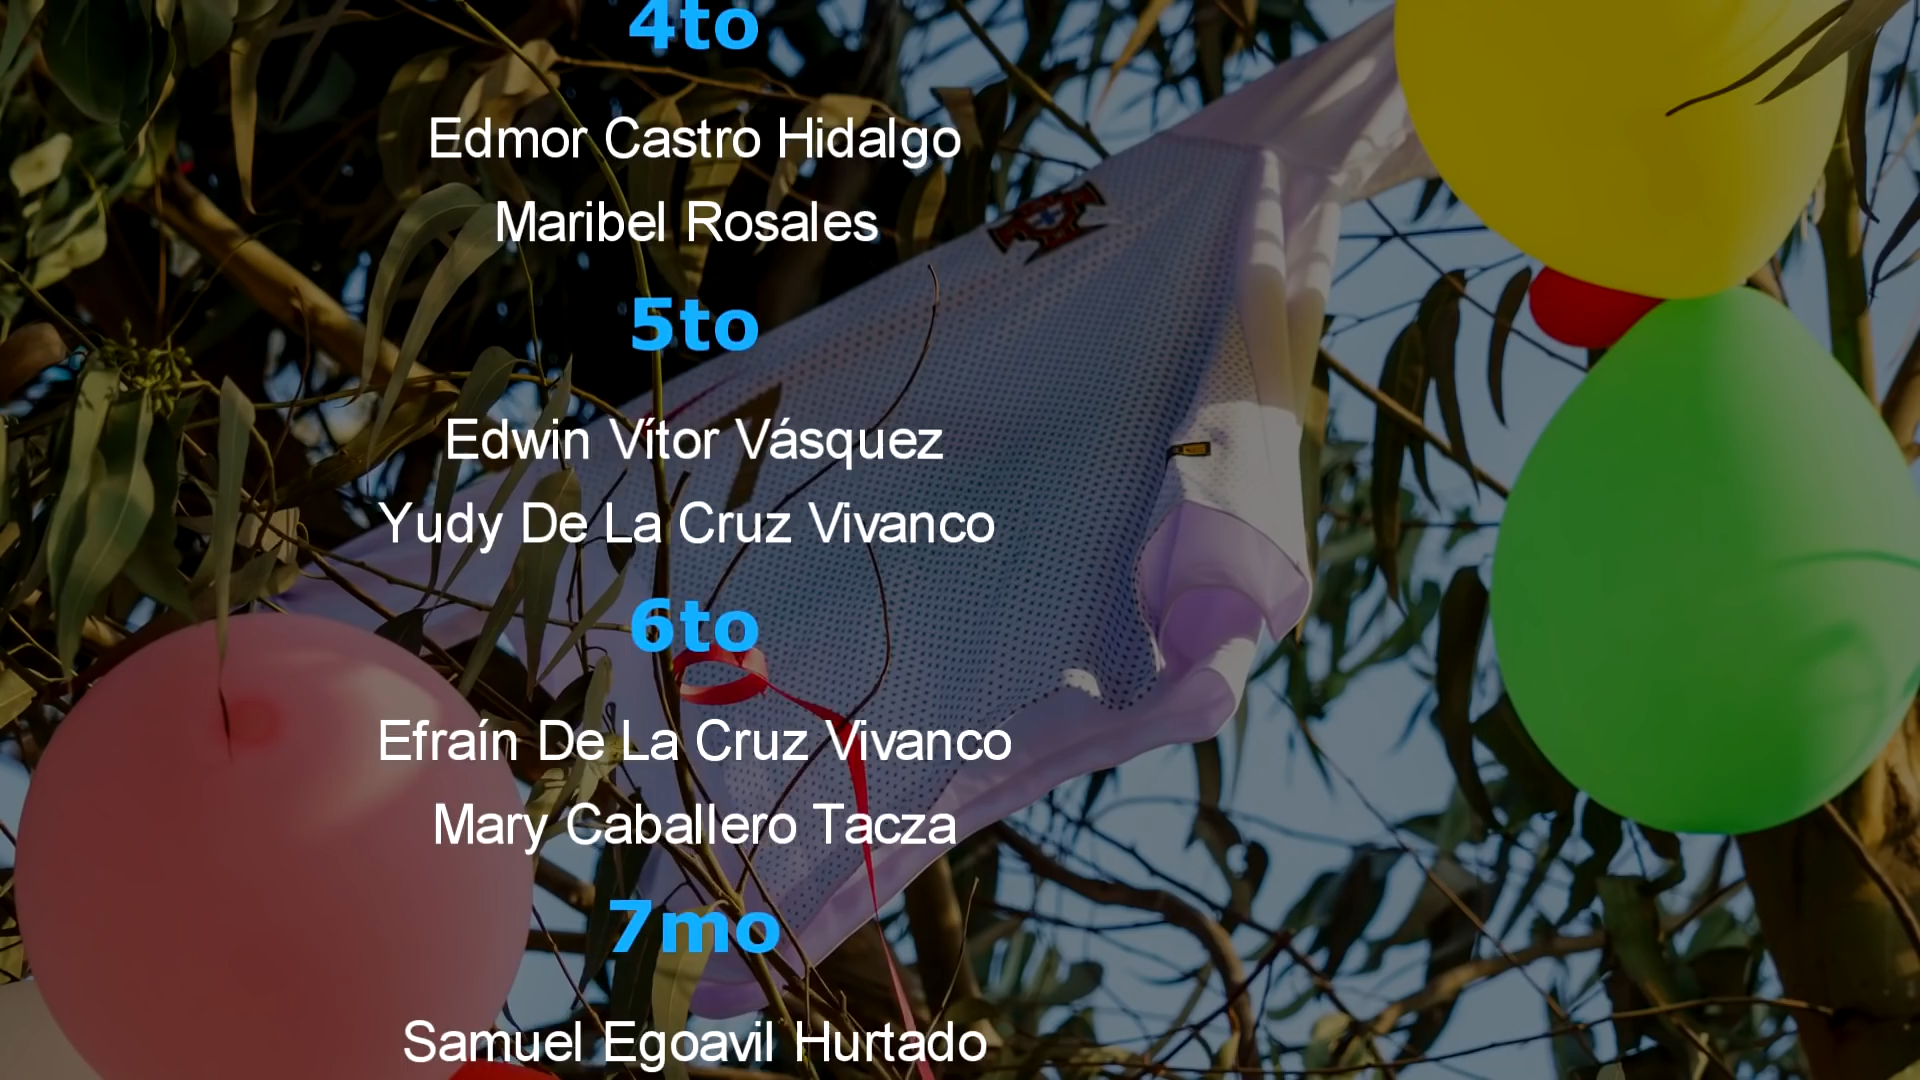 4to
Edmor Castro Hidalgo
Maribel Rosales
5to
Edwin Vítor Vásquez
Yudy De La Cruz Vivanco
6to
Efraín De La Cruz Vivanco
Mary Caballero Tacza
7mo
Samuel Egoavil Hurtado